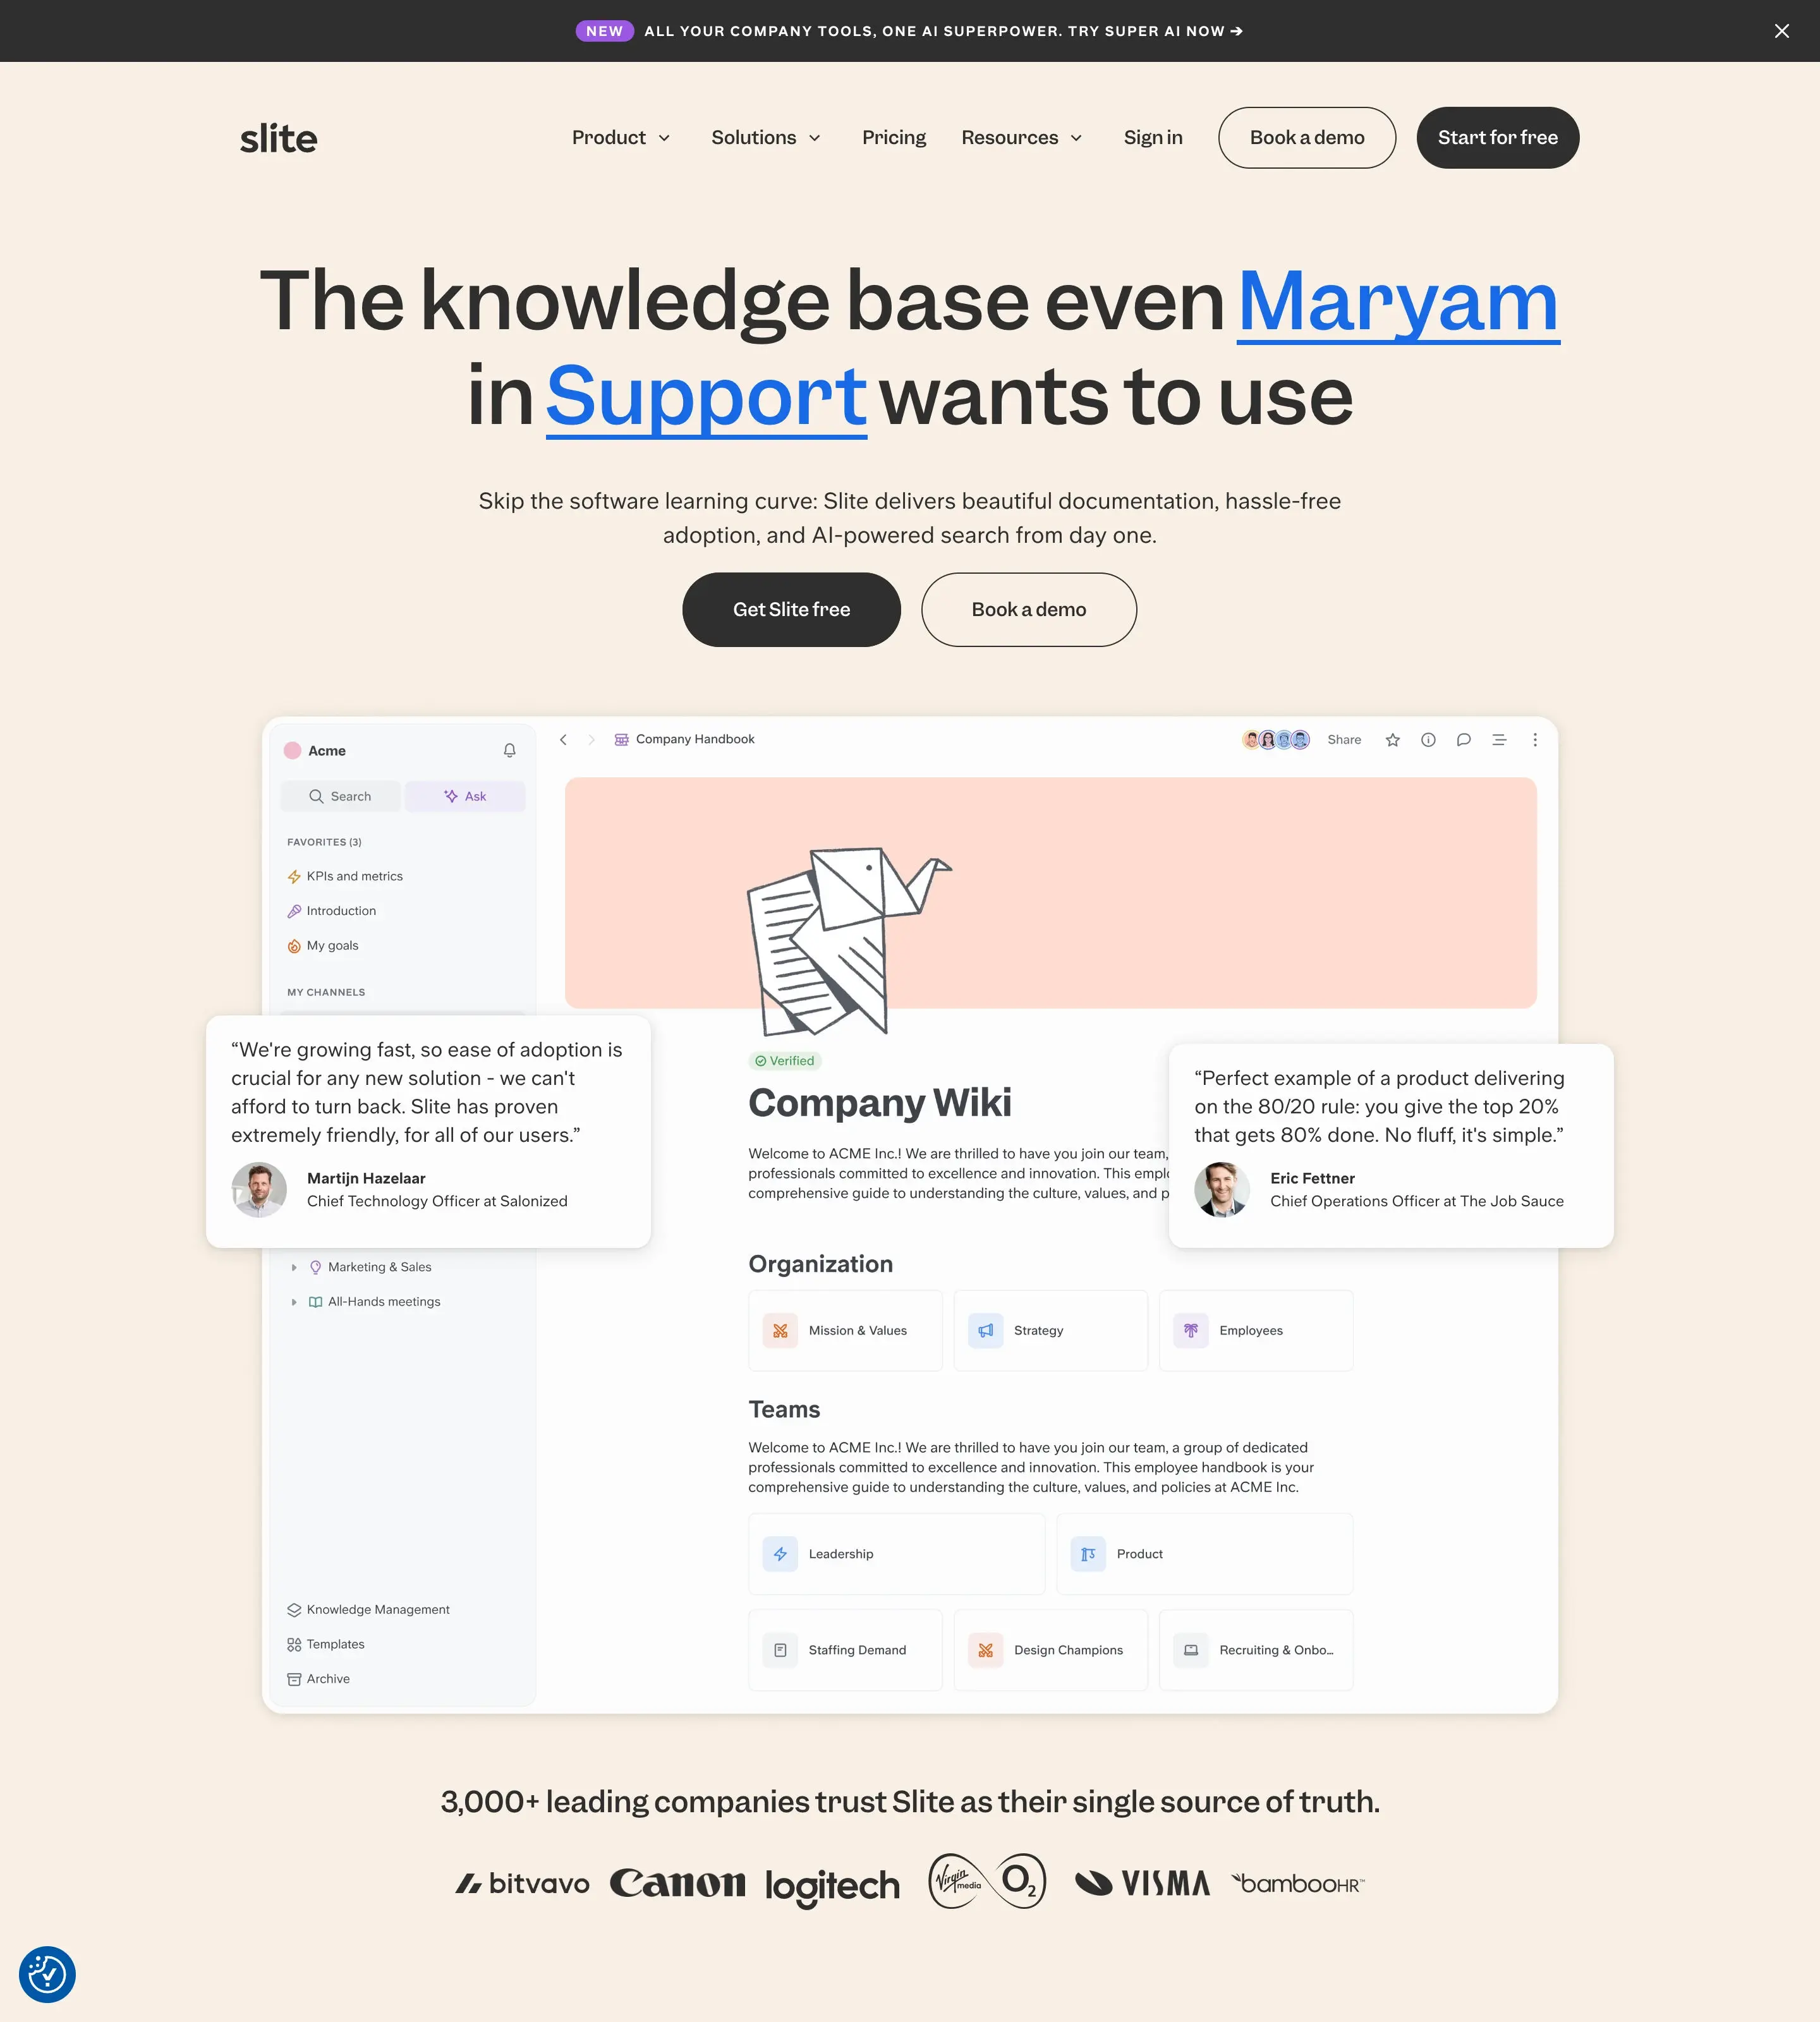 NEW ALL YOUR COMPANY TOOLS, ONE AI SUPERPOWER. TRY SUPER AI NOW ➔
slite
Product
Solutions
Pricing
Resources
Sign in
Book a demo
Start for free
The knowledge base even Maryam
in Support wants to use
Skip the software learning curve: Slite delivers beautiful documentation, hassle-free
adoption, and AI-powered search from day one.
Get Slite free
Book a demo
Acme
Search
Ask
FAVORITES (3)
KPIs and metrics
Introduction
My goals
MY CHANNELS
“We're growing fast, so ease of adoption is
crucial for any new solution - we can't
afford to turn back. Slite has proven
extremely friendly, for all of our users.”
Martijn Hazelaar
Chief Technology Officer at Salonized
Marketing & Sales
All-Hands meetings
Knowledge Management
Templates
Archive
Company Handbook
Share
Verified
Company Wiki
Welcome to ACME Inc.! We are thrilled to have you join our team,
professionals committed to excellence and innovation. This empl
comprehensive guide to understanding the culture, values, and p
“Perfect example of a product delivering
on the 80/20 rule: you give the top 20%
that gets 80% done. No fluff, it's simple.”
Eric Fettner
Chief Operations Officer at The Job Sauce
Organization
Mission & Values
Strategy
Employees
Teams
Welcome to ACME Inc.! We are thrilled to have you join our team, a group of dedicated
professionals committed to excellence and innovation. This employee handbook is your
comprehensive guide to understanding the culture, values, and policies at ACME Inc.
Leadership
Product
Staffing Demand
Design Champions
Recruiting & Onbo...
3,000+ leading companies trust Slite as their single source of truth.
bitvavo
Canon
logitech
Virgin media O2
VISMA
bambooHR™